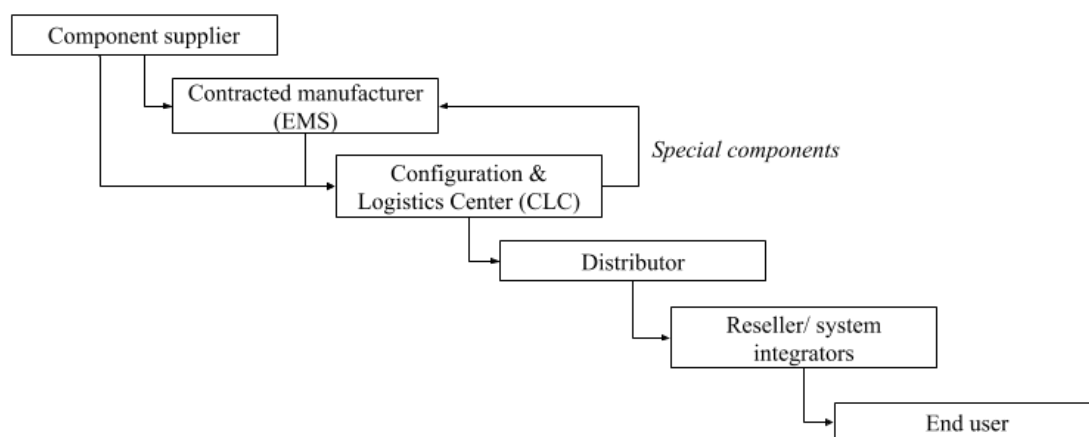 Component supplier
Contracted manufacturer
(EMS)
Special components
Configuration &
Logistics Center (CLC)
Distributor
Reseller/ system
integrators
End user